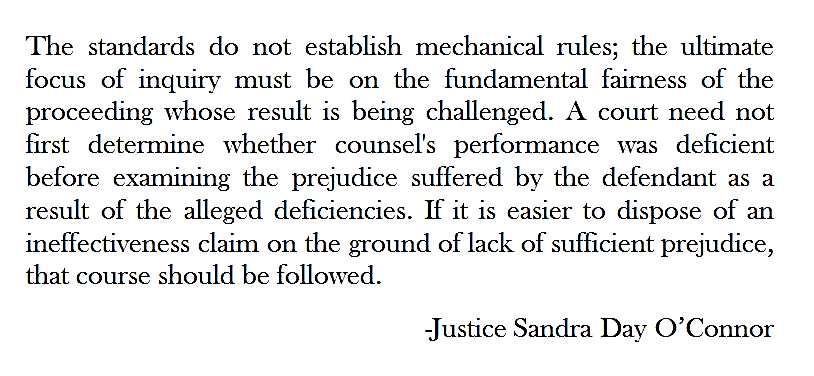 The standards do not establish mechanical rules; the ultimate
focus of inquiry must be on the fundamental fairness of the
proceeding whose result is being challenged. A court need not
first determine whether counsel's performance was deficient
before examining the prejudice suffered by the defendant as a
result of the alleged deficiencies. If it is easier to dispose of an
ineffectiveness claim on the ground of lack of sufficient prejudice,
that course should be followed.
-Justice Sandra Day O’Connor